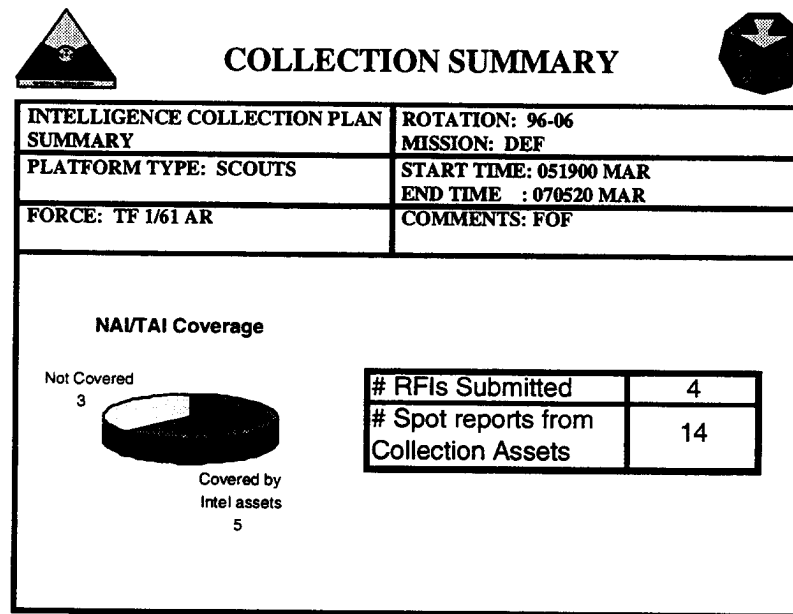 COLLECTION SUMMARY
INTELLIGENCE COLLECTION PLAN
SUMMARY
ROTATION: 96-06
MISSION: DEF
PLATFORM TYPE: SCOUTS
START TIME: 051900 MAR
END TIME : 070520 MAR
FORCE: TF 1/61 AR
COMMENTS: FOF
NAI/TAI Coverage
Not Covered
3
Covered by
Intel assets
5
# RFIs Submitted
4
# Spot reports from
Collection Assets
14